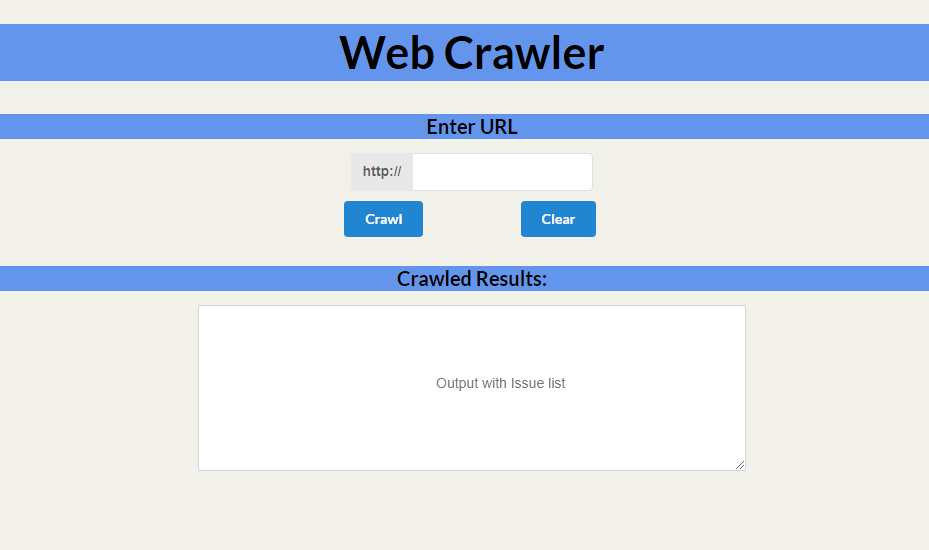 Web Crawler
Enter URL
http://
Crawl Clear
Crawled Results:
Output with Issue list